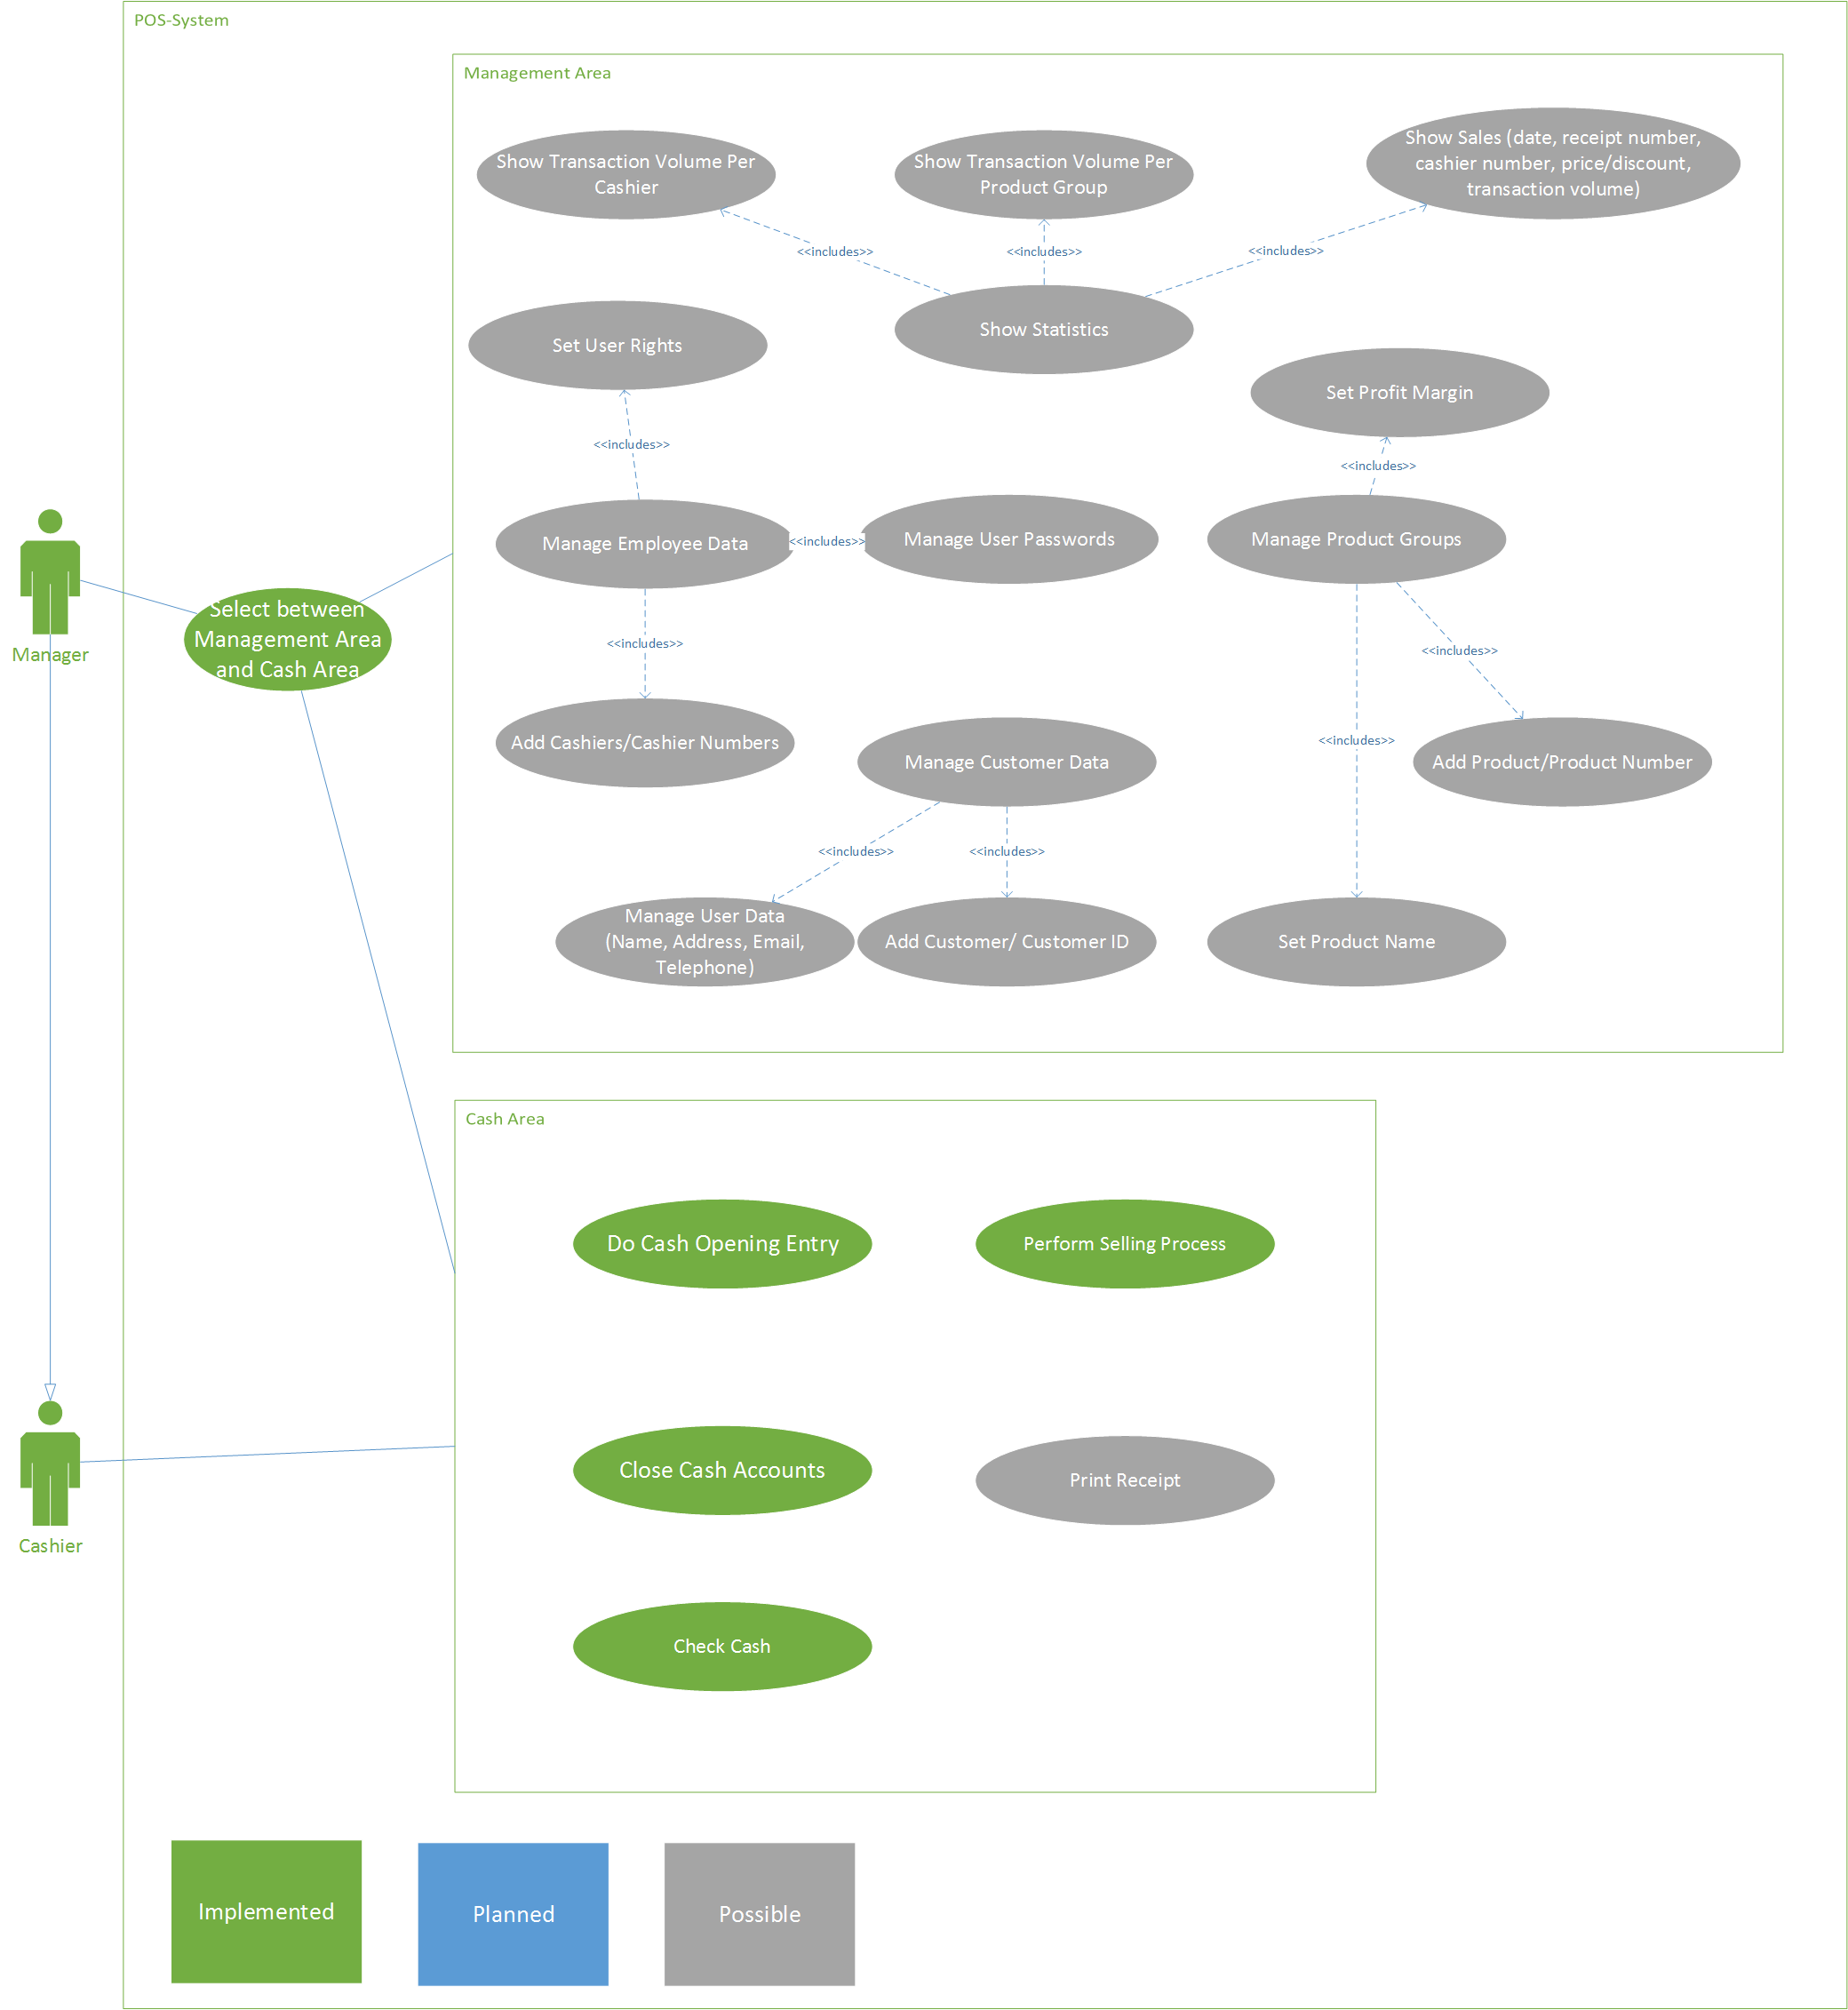 POS-System
Management Area
Show Transaction Volume Per
Cashier
Show Transaction Volume Per
Product Group
Show Sales (date, receipt number,
cashier number, price/discount,
transaction volume)
<<includes>>
<<includes>>
<<includes>>
Show Statistics
Set User Rights
Set Profit Margin
<<includes>>
<<includes>>
Manage Employee Data
<<includes>>
Manage User Passwords
Manage Product Groups
Manager
Select between
Management Area
and Cash Area
<<includes>>
<<includes>>
<<includes>>
Add Cashiers/Cashier Numbers
Manage Customer Data
Add Product/Product Number
<<includes>>
<<includes>>
Manage User Data
(Name, Address, Email,
Telephone)
Add Customer/ Customer ID
Set Product Name
Cash Area
Do Cash Opening Entry
Perform Selling Process
Close Cash Accounts
Print Receipt
Cashier
Check Cash
Implemented
Planned
Possible